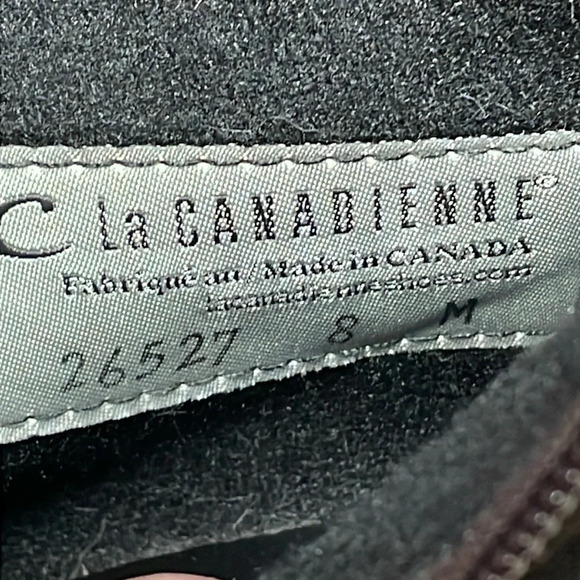 C La CANADIENNE®
Fabriqué au / Made in CANADA
lacanadienneshoes.com
26527 8 M